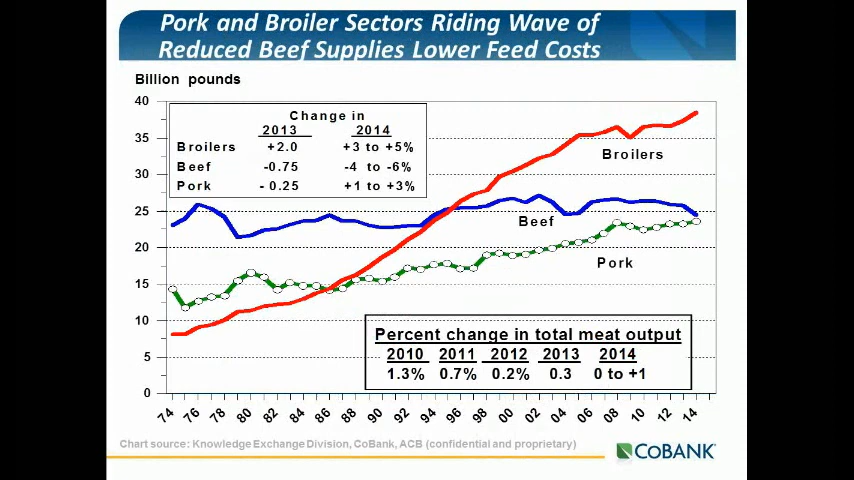 Pork and Broiler Sectors Riding Wave of
Reduced Beef Supplies Lower Feed Costs
Billion pounds
40
35
30
25
20
15
10
5
0
Change in
2013 2014
Broilers +2.0 +3 to +5%
Beef -0.75 -4 to -6%
Pork - 0.25 +1 to +3%
Broilers
Beef
Pork
Percent change in total meat output
2010 2011 2012 2013 2014
1.3% 0.7% 0.2% 0.3 0 to +1
74 76 78 80 82 84 86 88 90 92 94 96 98 00 02 04 06 08 10 12 14
Chart source: Knowledge Exchange Division, CoBank, ACB (confidential and proprietary)
COBANK